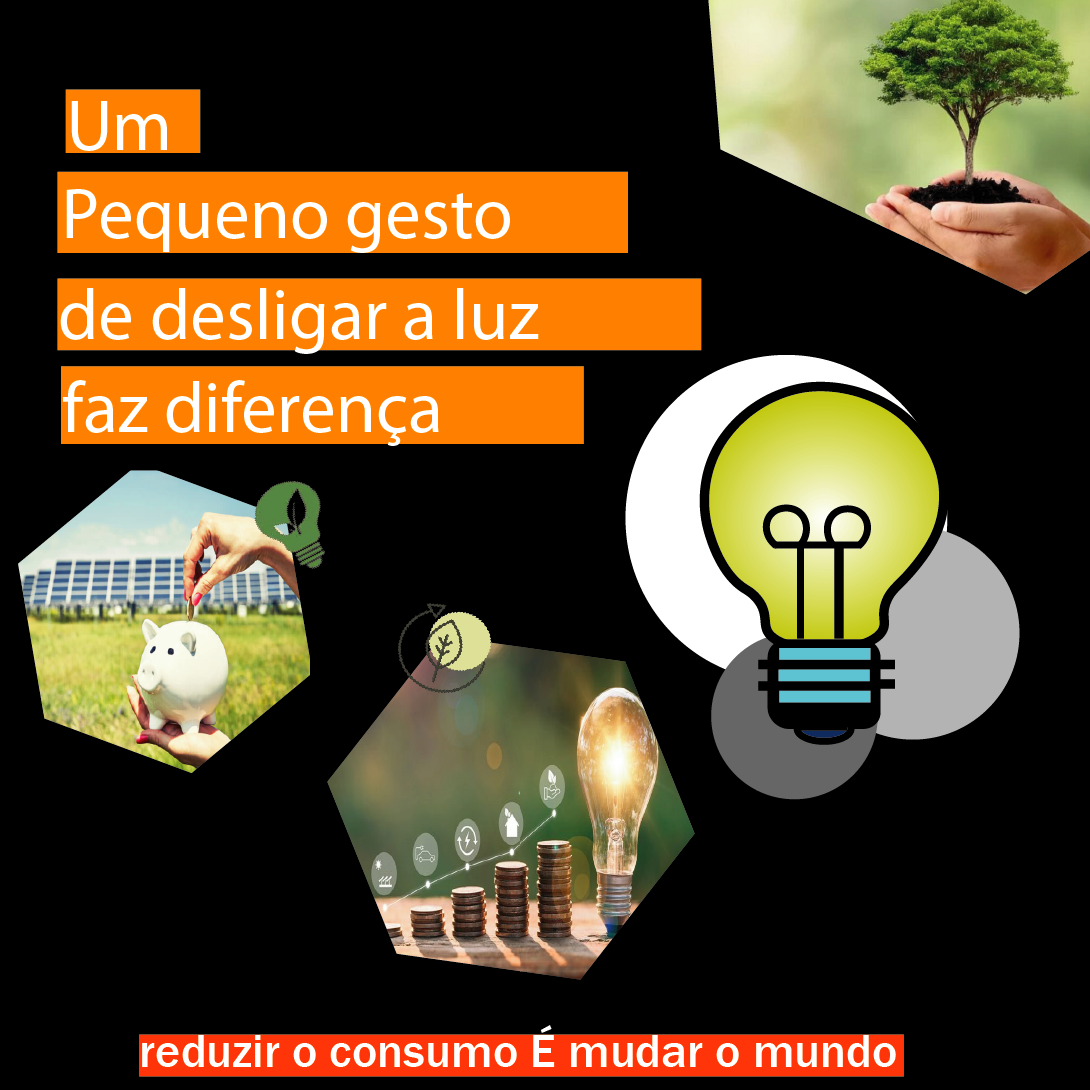 Um
Pequeno gesto
de desligar a luz
faz diferença
reduzir o consumo É mudar o mundo